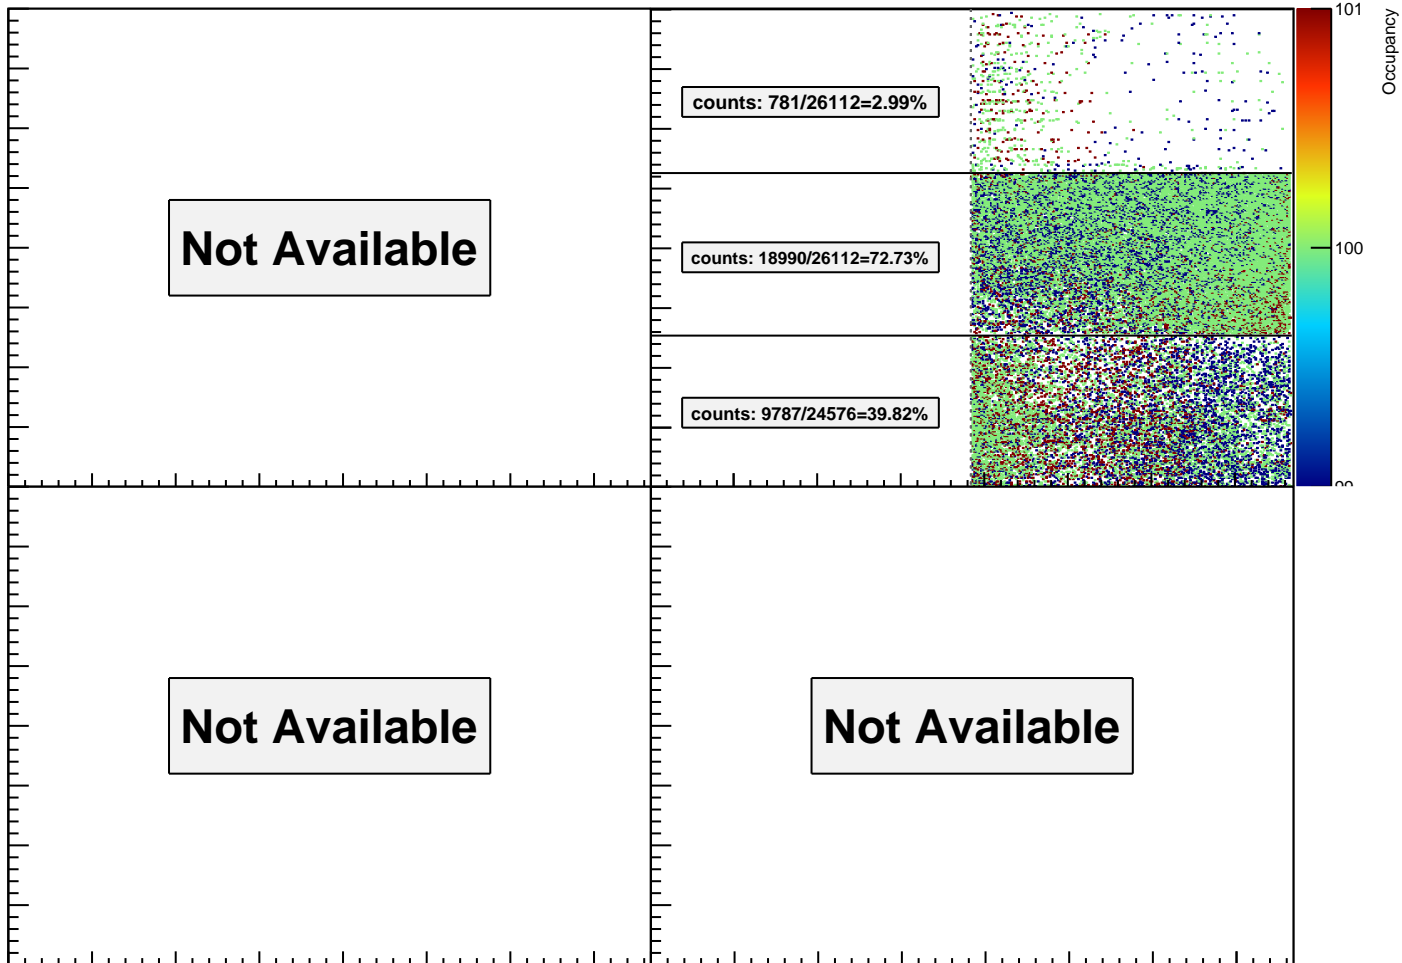 101
Occupancy
counts: 781/26112=2.99%
Not Available
counts: 18990/26112=72.73%
100
counts: 9787/24576=39.82%
Not Available
Not Available